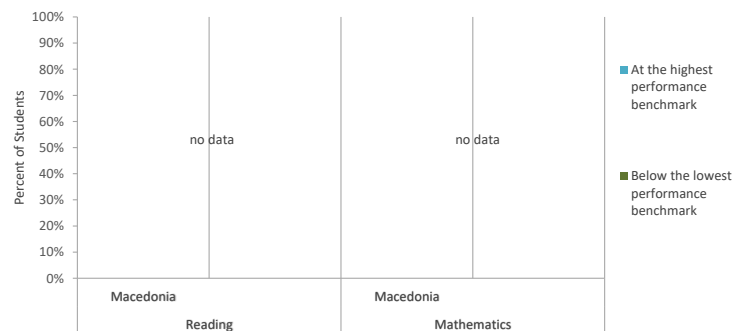 Percent of Students
100%
90%
80%
70%
60%
50%
40%
30%
20%
10%
0%
no data
no data
Macedonia
Macedonia
Reading
Mathematics
At the highest
performance
benchmark
Below the lowest
performance
benchmark